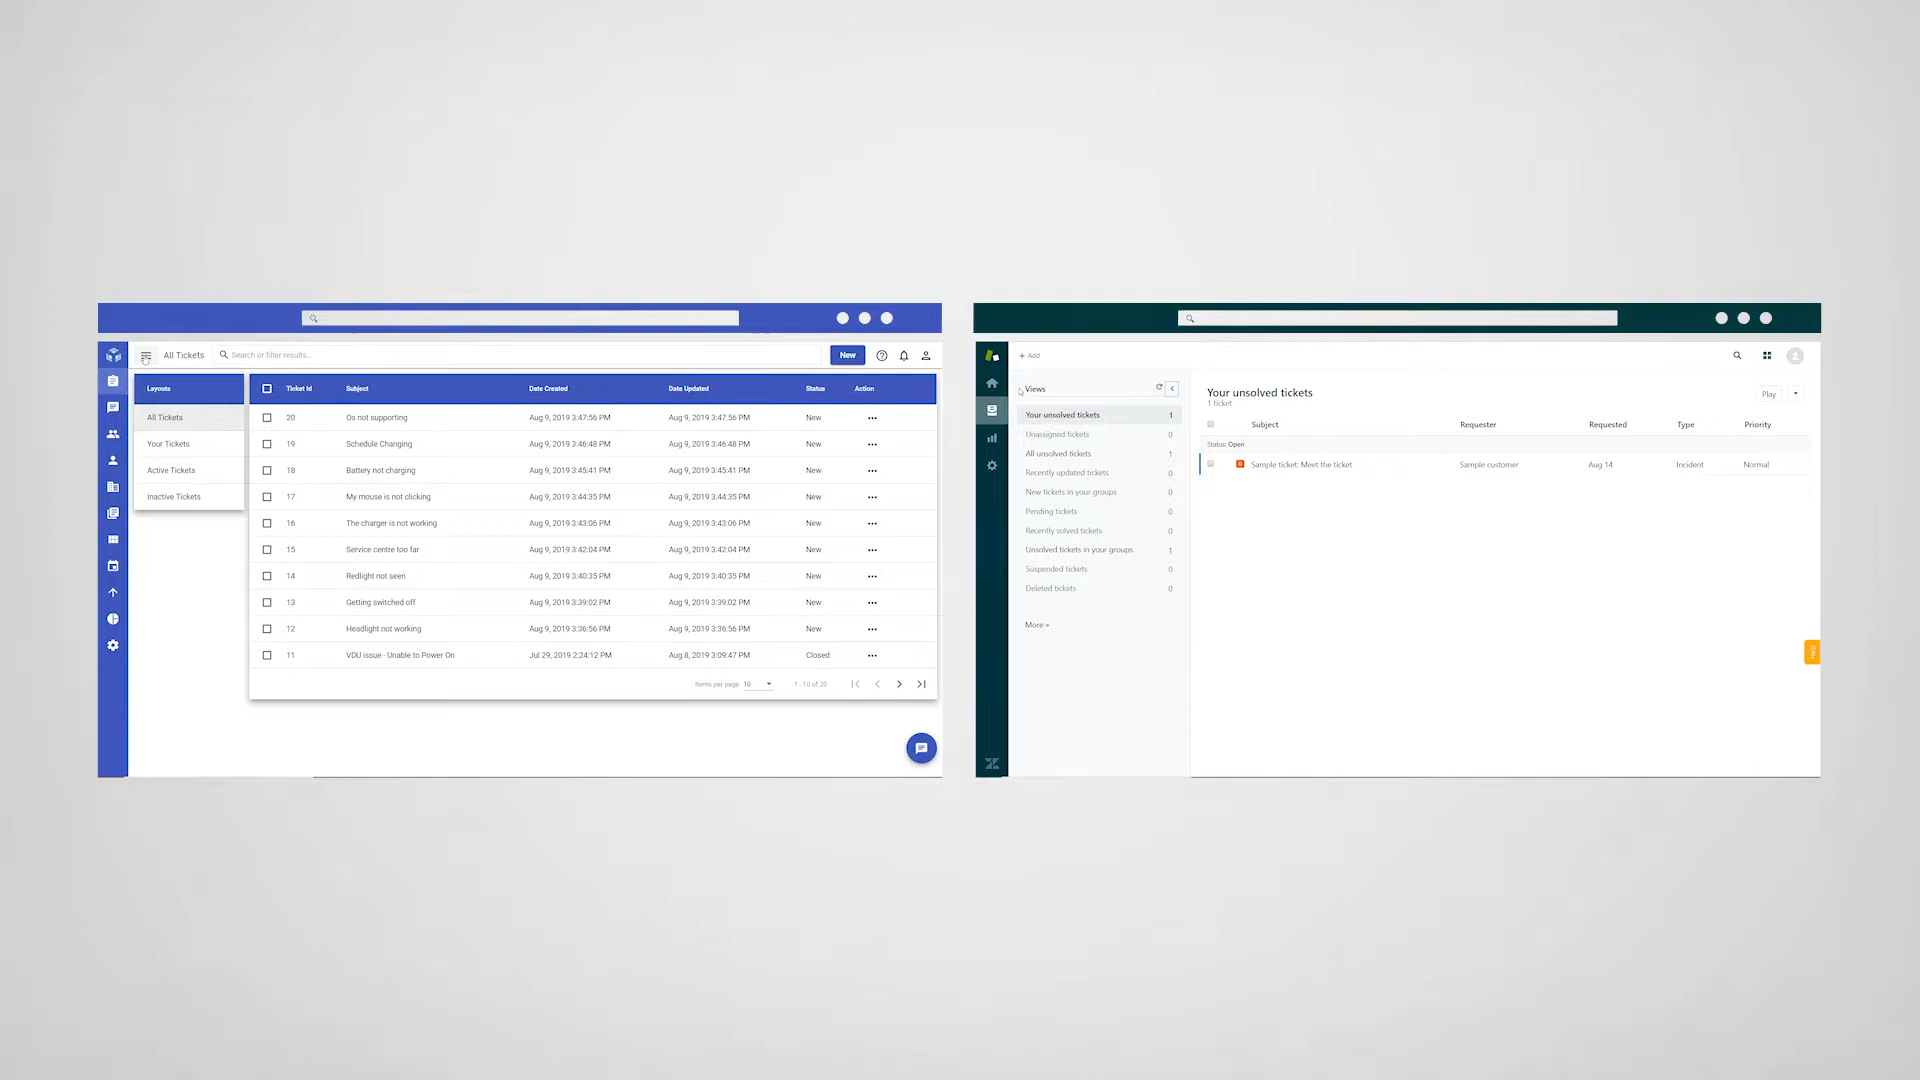 All Tickets
Search or filter results...
New
Layouts
All Tickets
Your Tickets
Active Tickets
Inactive Tickets
Ticket Id Subject Date Created Date Updated Status Action
20 Os not supporting Aug 9, 2019 3:47:56 PM Aug 9, 2019 3:47:56 PM New
19 Schedule Changing Aug 9, 2019 3:46:48 PM Aug 9, 2019 3:46:48 PM New
18 Battery not charging Aug 9, 2019 3:45:41 PM Aug 9, 2019 3:45:41 PM New
17 My mouse is not clicking Aug 9, 2019 3:44:35 PM Aug 9, 2019 3:44:35 PM New
16 The charger is not working Aug 9, 2019 3:43:06 PM Aug 9, 2019 3:43:06 PM New
15 Service centre too far Aug 9, 2019 3:42:04 PM Aug 9, 2019 3:42:04 PM New
14 Redlight not seen Aug 9, 2019 3:40:35 PM Aug 9, 2019 3:40:35 PM New
13 Getting switched off Aug 9, 2019 3:39:02 PM Aug 9, 2019 3:39:02 PM New
12 Headlight not working Aug 9, 2019 3:36:56 PM Aug 9, 2019 3:36:56 PM New
11 VDU issue - Unable to Power On Jul 29, 2019 2:24:12 PM Aug 8, 2019 3:09:47 PM Closed
Items per page 10 1 - 10 of 20
+ Add
Views
Your unsolved tickets 1
Unassigned tickets 0
All unsolved tickets 1
Recently updated tickets 0
New tickets in your groups 0
Pending tickets 0
Recently solved tickets 0
Unsolved tickets in your groups 1
Suspended tickets 0
Deleted tickets 0
More »
Your unsolved tickets
1 ticket
Play
Subject Requester Requested Type Priority
Status: Open
Sample ticket: Meet the ticket Sample customer Aug 14 Incident Normal